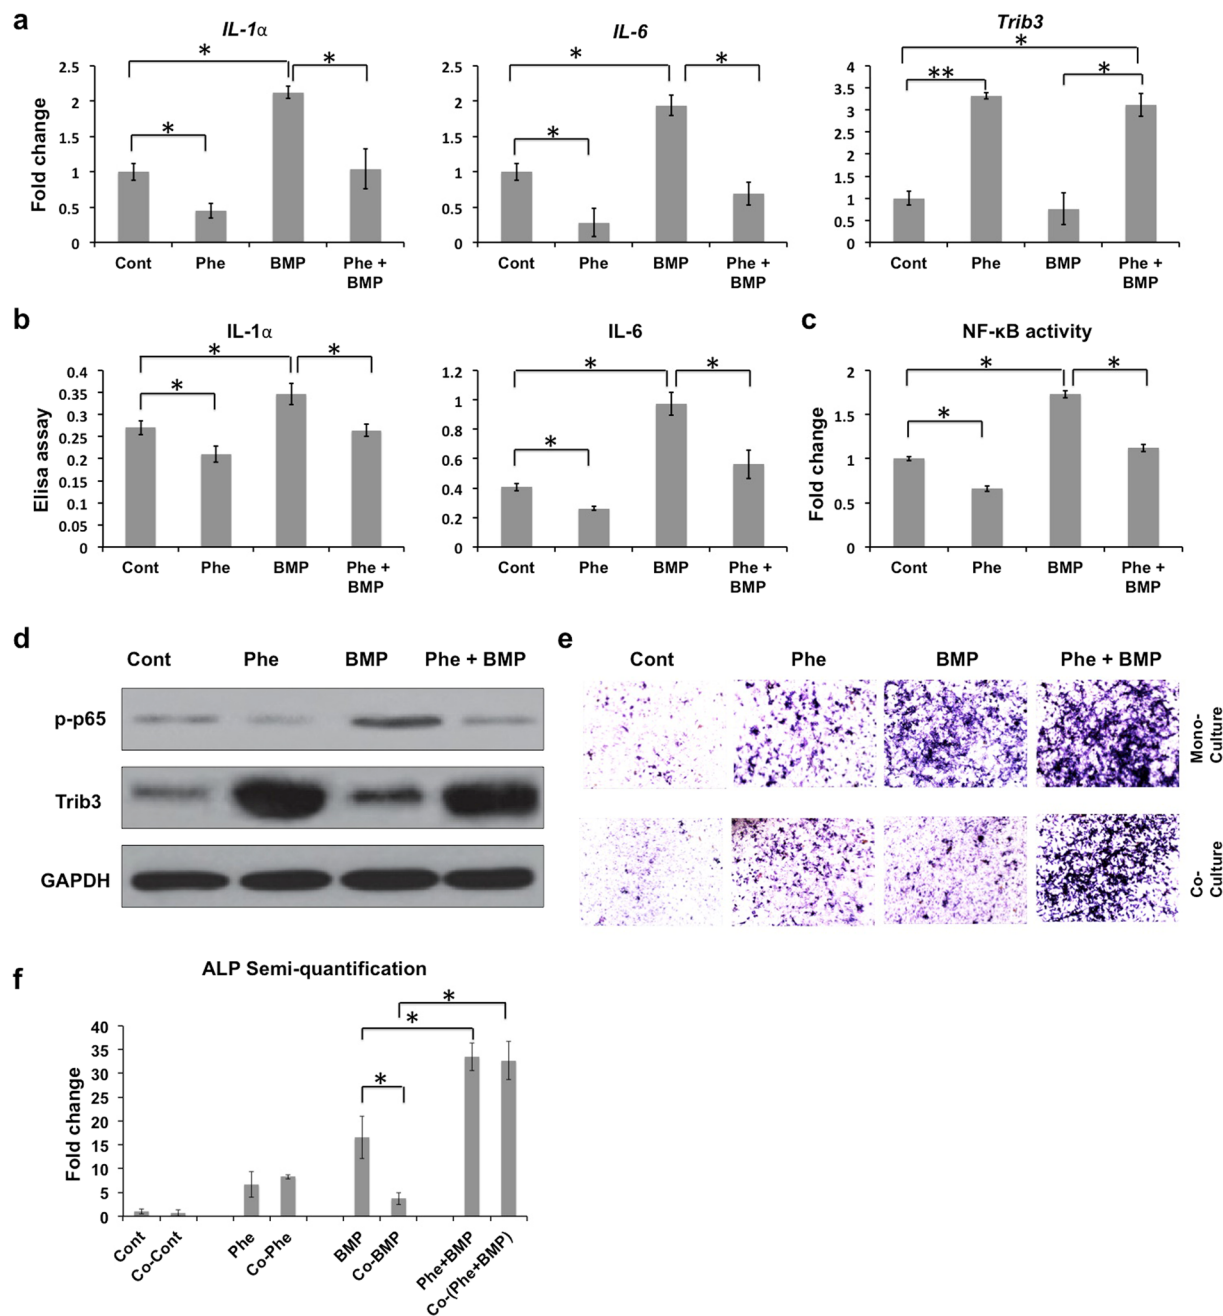 a
IL-1α
IL-6
Trib3
*
*
*
*
*
*
*
**
*
Fold change
2.5
2
1.5
1
0.5
0
2.5
2
1.5
1
0.5
0
4
3.5
3
2.5
2
1.5
1
0.5
0
Cont Phe BMP Phe +
BMP
Cont Phe BMP Phe +
BMP
Cont Phe BMP Phe +
BMP
b
IL-1α
IL-6
*
*
*
*
*
*
Elisa assay
0.4
0.35
0.3
0.25
0.2
0.15
0.1
0.05
0
1.2
1
0.8
0.6
0.4
0.2
0
Cont Phe BMP Phe +
BMP
Cont Phe BMP Phe +
BMP
c
NF-κB activity
*
*
*
Fold change
2
1.5
1
0.5
0
Cont Phe BMP Phe +
BMP
d
Cont Phe BMP Phe + BMP
p-p65
Trib3
GAPDH
e
Cont Phe BMP Phe + BMP
Mono-
Culture
Co-
Culture
f
ALP Semi-quantification
*
*
*
Fold change
40
35
30
25
20
15
10
5
0
Cont
Co-Cont
Phe
Co-Phe
BMP
Co-BMP
Phe+BMP
Co-(Phe+BMP)